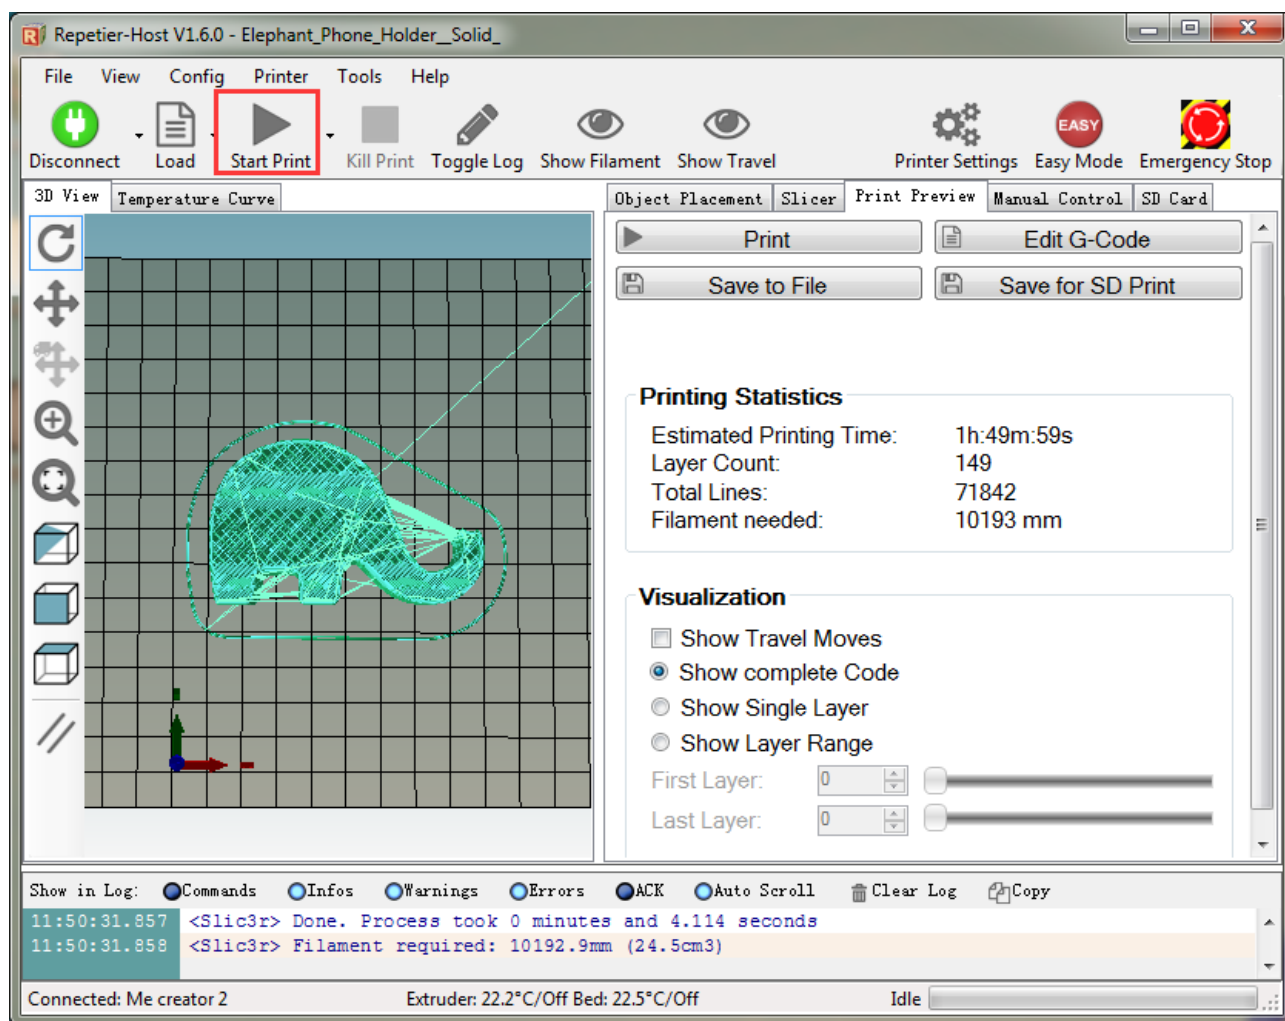 Repetier-Host V1.6.0 - Elephant_Phone_Holder__Solid_
File View Config Printer Tools Help
Disconnect Load Start Print Kill Print Toggle Log Show Filament Show Travel Printer Settings EASY Easy Mode Emergency Stop
3D View Temperature Curve Object Placement Slicer Print Preview Manual Control SD Card
Print Edit G-Code
Save to File Save for SD Print
Printing Statistics
Estimated Printing Time: 1h:49m:59s
Layer Count: 149
Total Lines: 71842
Filament needed: 10193 mm
Visualization
Show Travel Moves
Show complete Code
Show Single Layer
Show Layer Range
First Layer: 0
Last Layer: 0
Show in Log: Commands Infos Warnings Errors ACK Auto Scroll Clear Log Copy
11:50:31.857 <Slic3r> Done. Process took 0 minutes and 4.114 seconds
11:50:31.858 <Slic3r> Filament required: 10192.9mm (24.5cm3)
Connected: Me creator 2 Extruder: 22.2°C/Off Bed: 22.5°C/Off Idle